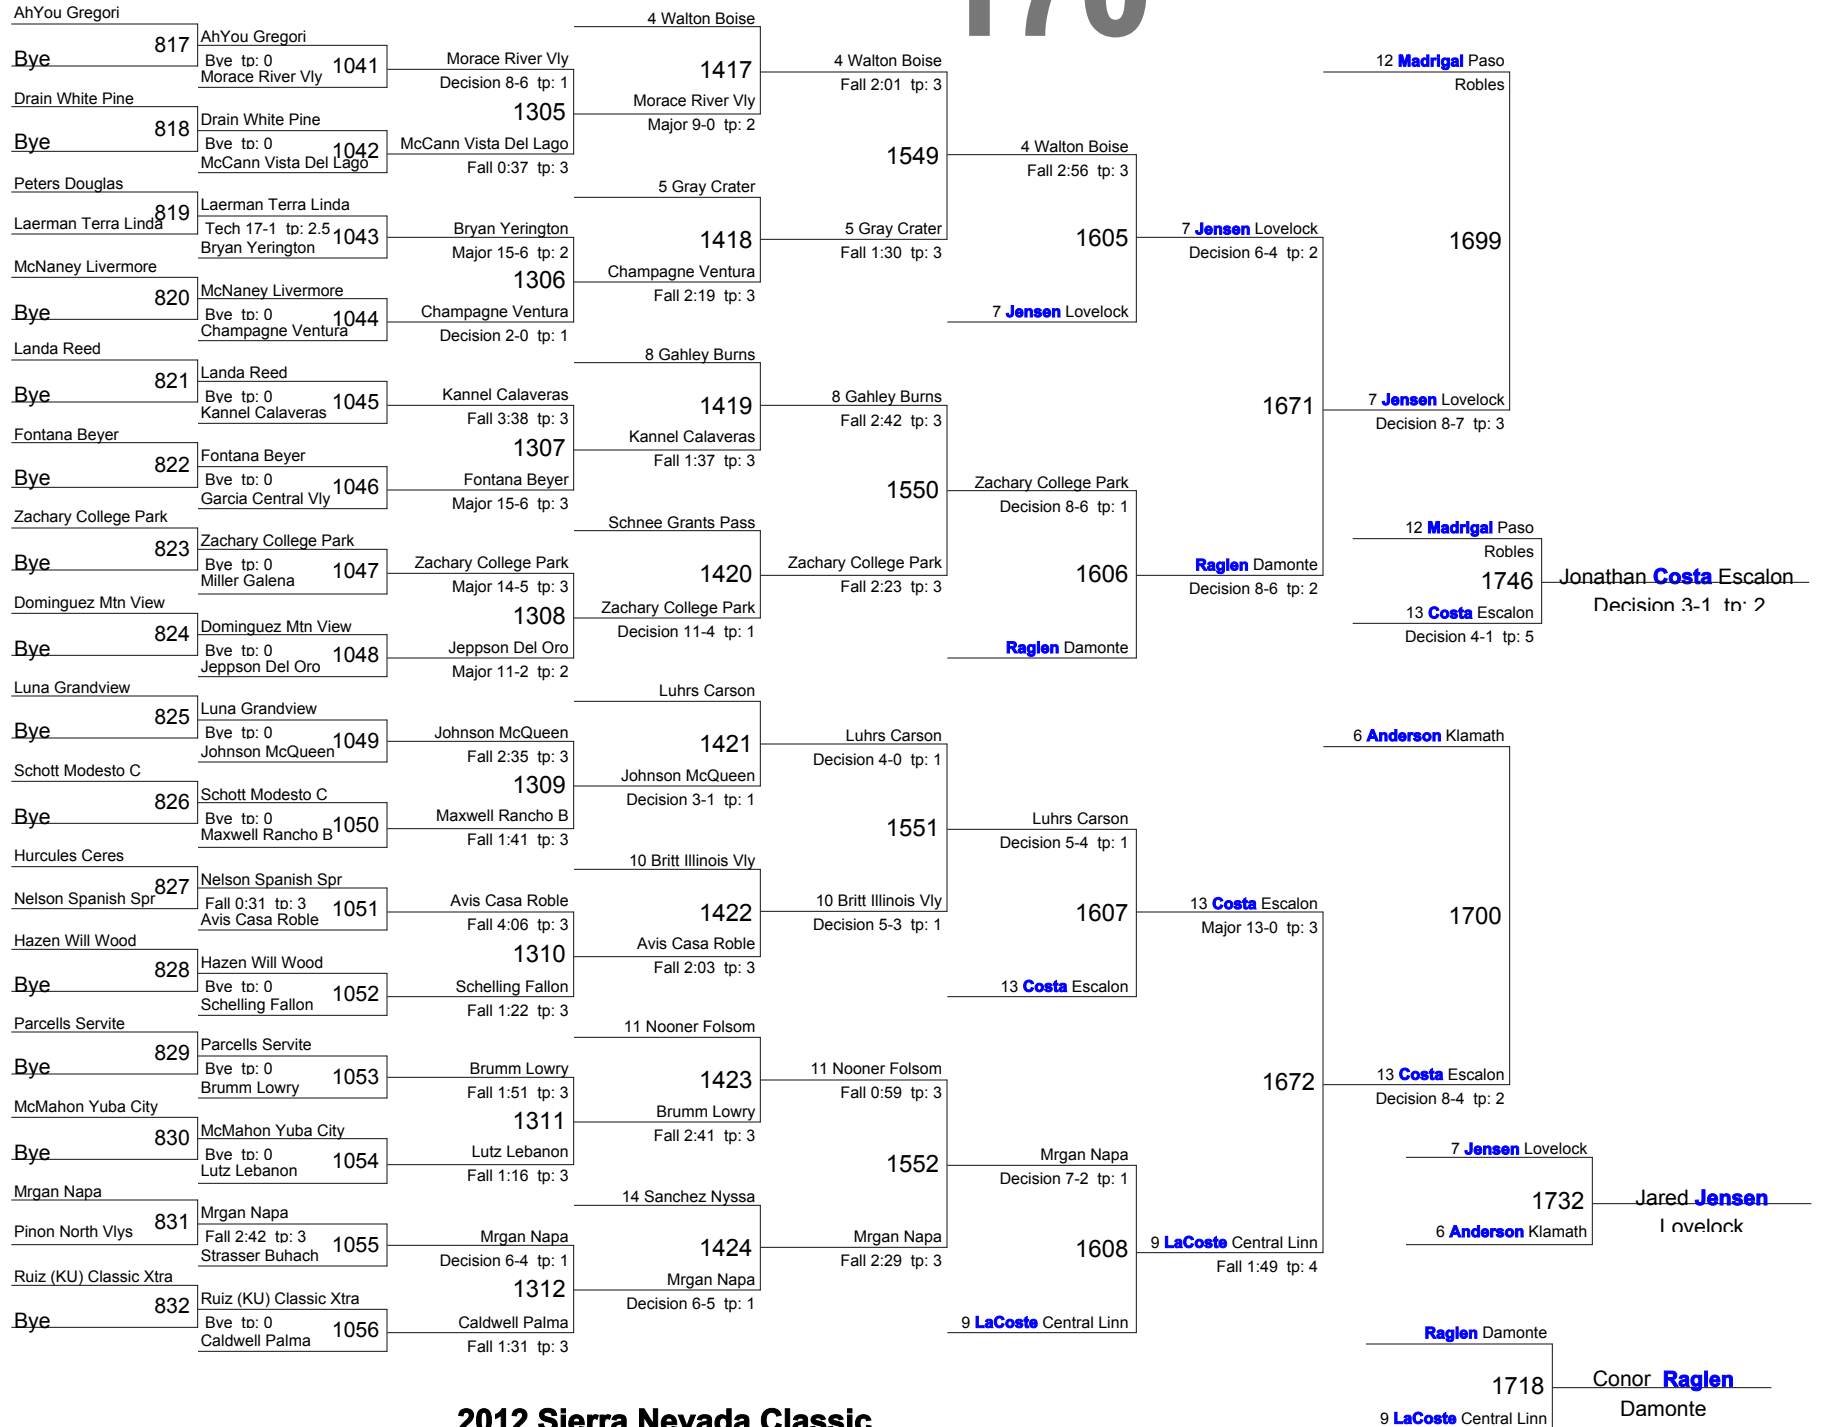 170
AhYou Gregori
817
Bye
Drain White Pine
818
Bye
Peters Douglas
819
Laerman Terra Linda
McNaney Livermore
820
Bye
Landa Reed
821
Bye
Fontana Beyer
822
Bye
Zachary College Park
823
Bye
Dominguez Mtn View
824
Bye
Luna Grandview
825
Bye
Schott Modesto C
826
Bye
Hurcules Ceres
827
Nelson Spanish Spr
Hazen Will Wood
828
Bye
Parcells Servite
829
Bye
McMahon Yuba City
830
Bye
Mrgan Napa
831
Pinon North Vlys
Ruiz (KU) Classic Xtra
832
Bye
AhYou Gregori
Bye tp: 0
1041
Morace River Vly
Drain White Pine
Bye tp: 0
1042
McCann Vista Del Lago
Laerman Terra Linda
Tech 17-1 tp: 2.5
1043
Bryan Yerington
McNaney Livermore
Bye tp: 0
1044
Champagne Ventura
Landa Reed
Bye tp: 0
1045
Kannel Calaveras
Fontana Beyer
Bye tp: 0
1046
Garcia Central Vly
Zachary College Park
Bye tp: 0
1047
Miller Galena
Dominguez Mtn View
Bye tp: 0
1048
Jeppson Del Oro
Luna Grandview
Bye tp: 0
1049
Johnson McQueen
Schott Modesto C
Bye tp: 0
1050
Maxwell Rancho B
Nelson Spanish Spr
Fall 0:31 tp: 3
1051
Avis Casa Roble
Hazen Will Wood
Bye tp: 0
1052
Schelling Fallon
Parcells Servite
Bye tp: 0
1053
Brumm Lowry
McMahon Yuba City
Bye tp: 0
1054
Lutz Lebanon
Mrgan Napa
Fall 2:42 tp: 3
1055
Strasser Buhach
Ruiz (KU) Classic Xtra
Bye tp: 0
1056
Caldwell Palma
Morace River Vly
Decision 8-6 tp: 1
1305
McCann Vista Del Lago
Fall 0:37 tp: 3
Bryan Yerington
Major 15-6 tp: 2
1306
Champagne Ventura
Decision 2-0 tp: 1
Kannel Calaveras
Fall 3:38 tp: 3
1307
Fontana Beyer
Major 15-6 tp: 3
Zachary College Park
Major 14-5 tp: 3
1308
Jeppson Del Oro
Major 11-2 tp: 2
Johnson McQueen
Fall 2:35 tp: 3
1309
Maxwell Rancho B
Fall 1:41 tp: 3
Avis Casa Roble
Fall 4:06 tp: 3
1310
Schelling Fallon
Fall 1:22 tp: 3
Brumm Lowry
Fall 1:51 tp: 3
1311
Lutz Lebanon
Fall 1:16 tp: 3
Mrgan Napa
Decision 6-4 tp: 1
1312
Caldwell Palma
Fall 1:31 tp: 3
4 Walton Boise
1417
Morace River Vly
Major 9-0 tp: 2
5 Gray Crater
1418
Champagne Ventura
Fall 2:19 tp: 3
8 Gahley Burns
1419
Kannel Calaveras
Fall 1:37 tp: 3
Schnee Grants Pass
1420
Zachary College Park
Decision 11-4 tp: 1
Luhrs Carson
1421
Johnson McQueen
Decision 3-1 tp: 1
10 Britt Illinois Vly
1422
Avis Casa Roble
Fall 2:03 tp: 3
11 Nooner Folsom
1423
Brumm Lowry
Fall 2:41 tp: 3
14 Sanchez Nyssa
1424
Mrgan Napa
Decision 6-5 tp: 1
4 Walton Boise
Fall 2:01 tp: 3
1549
5 Gray Crater
Fall 1:30 tp: 3
8 Gahley Burns
Fall 2:42 tp: 3
1550
Zachary College Park
Fall 2:23 tp: 3
Luhrs Carson
Decision 4-0 tp: 1
1551
10 Britt Illinois Vly
Decision 5-3 tp: 1
11 Nooner Folsom
Fall 0:59 tp: 3
1552
Mrgan Napa
Fall 2:29 tp: 3
4 Walton Boise
Fall 2:56 tp: 3
1605
7 Jensen Lovelock
Zachary College Park
Decision 8-6 tp: 1
1606
Raglen Damonte
Luhrs Carson
Decision 5-4 tp: 1
1607
13 Costa Escalon
Mrgan Napa
Decision 7-2 tp: 1
1608
9 LaCoste Central Linn
7 Jensen Lovelock
Decision 6-4 tp: 2
1671
Raglen Damonte
Decision 8-6 tp: 2
13 Costa Escalon
Major 13-0 tp: 3
1672
9 LaCoste Central Linn
Fall 1:49 tp: 4
12 Madrigal Paso
Robles
1699
7 Jensen Lovelock
Decision 8-7 tp: 3
6 Anderson Klamath
1700
13 Costa Escalon
Decision 8-4 tp: 2
12 Madrigal Paso
Robles
1746
13 Costa Escalon
Decision 4-1 tp: 5
Jonathan Costa Escalon
Decision 3-1 tp: 2
7 Jensen Lovelock
1732
6 Anderson Klamath
Jared Jensen
Lovelock
Raglen Damonte
1718
9 LaCoste Central Linn
Conor Raglen
Damonte
2012 Sierra Nevada Classic